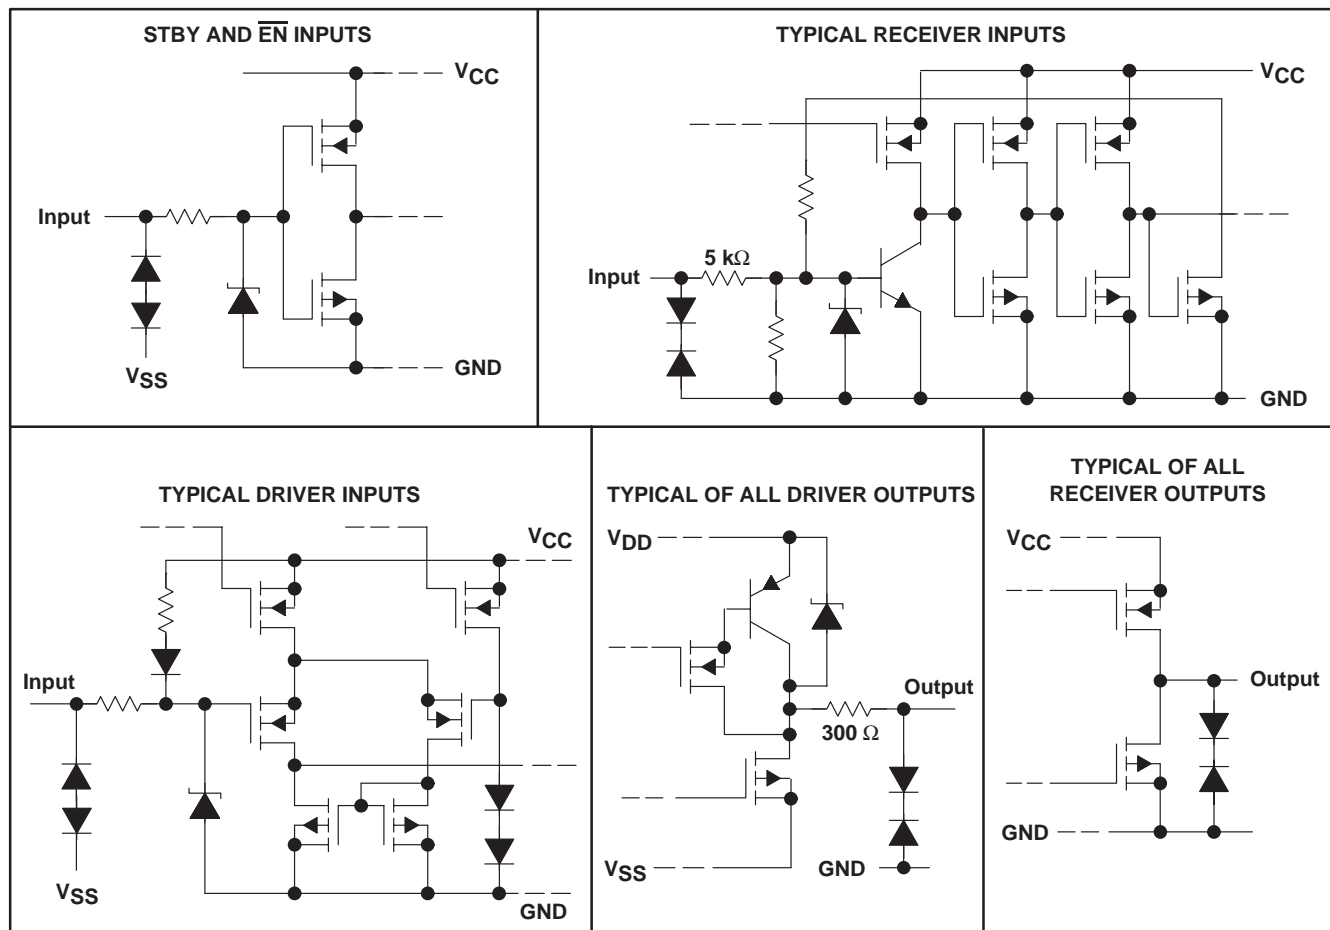 STBY AND E̅N̅ INPUTS
VCC
Input
VSS
GND
TYPICAL RECEIVER INPUTS
VCC
5 kΩ
Input
GND
TYPICAL DRIVER INPUTS
VCC
Input
VSS
GND
TYPICAL OF ALL DRIVER OUTPUTS
VDD
Output
300 Ω
VSS
GND
TYPICAL OF ALL
RECEIVER OUTPUTS
VCC
Output
GND